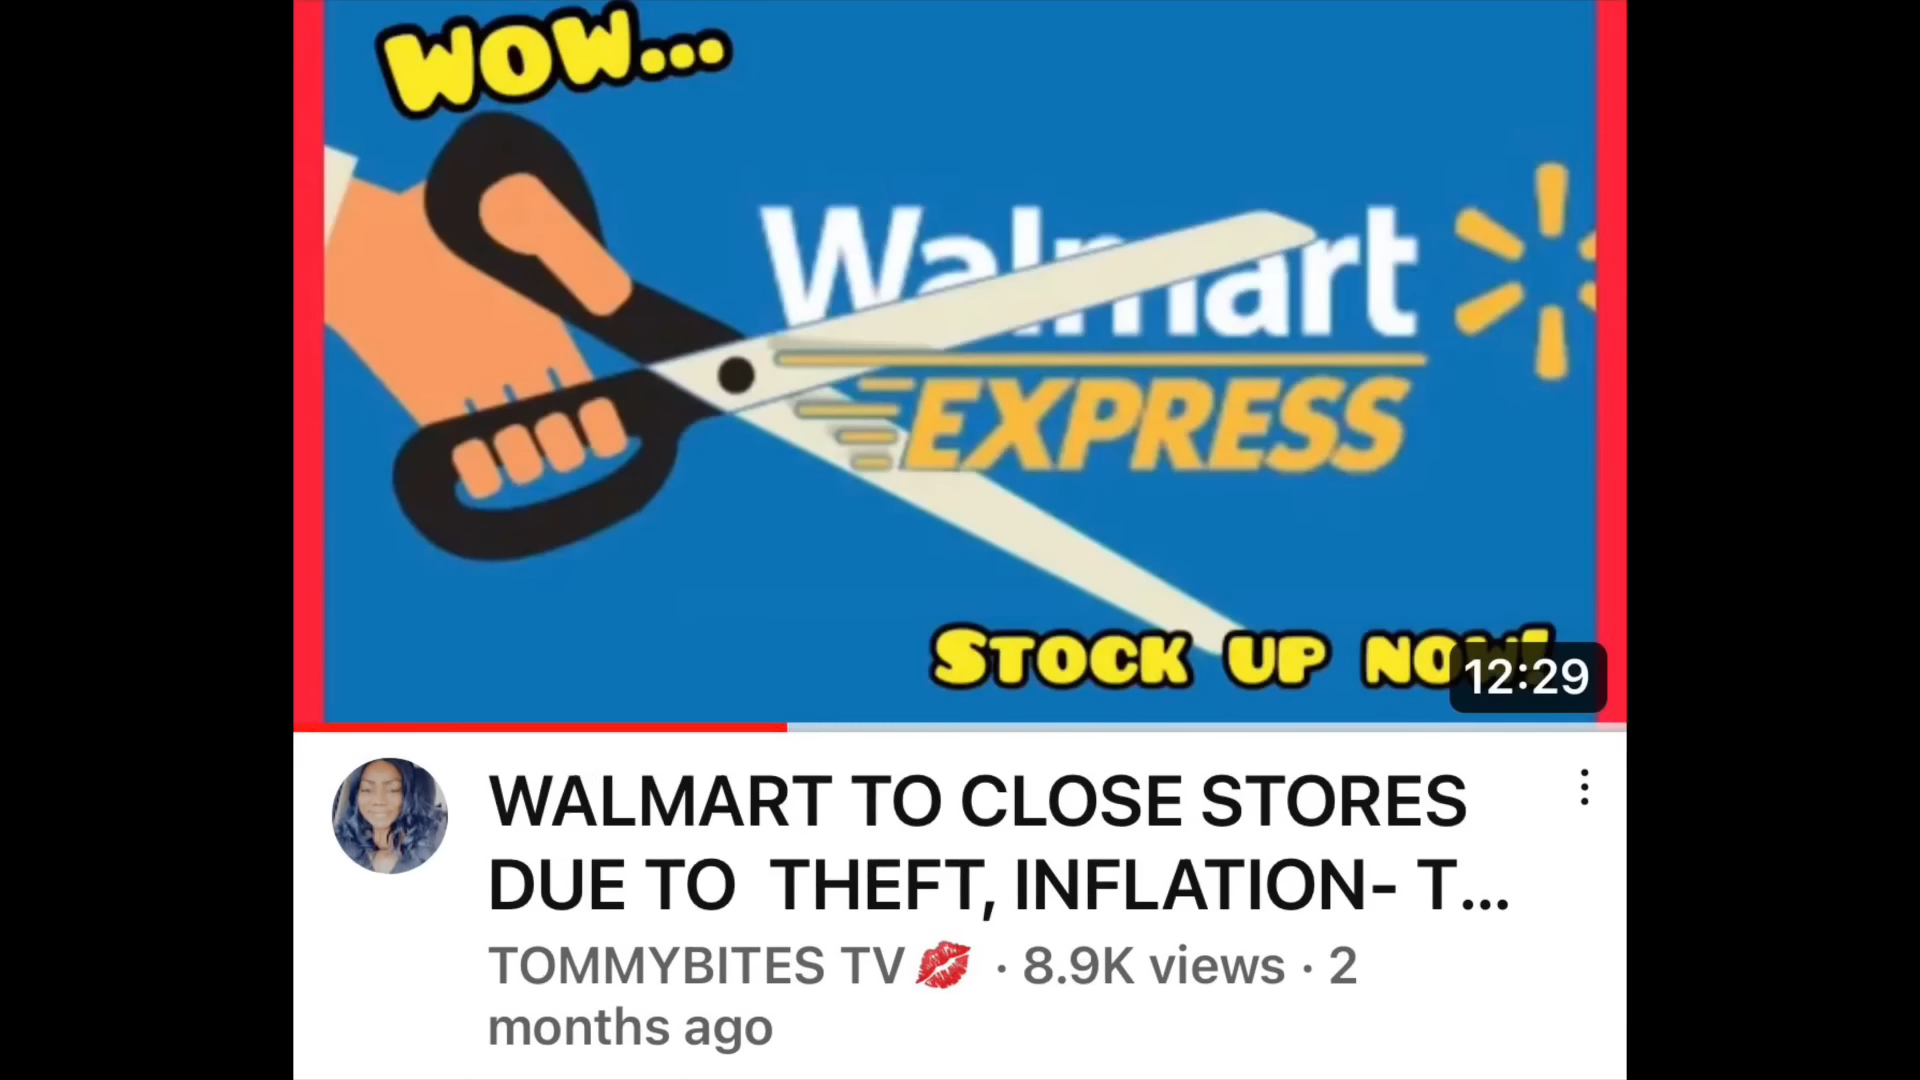 WOW...
Walmart
EXPRESS
STOCK UP NOW!
12:29
WALMART TO CLOSE STORES
DUE TO THEFT, INFLATION- T...
TOMMYBITES TV💋 · 8.9K views · 2
months ago